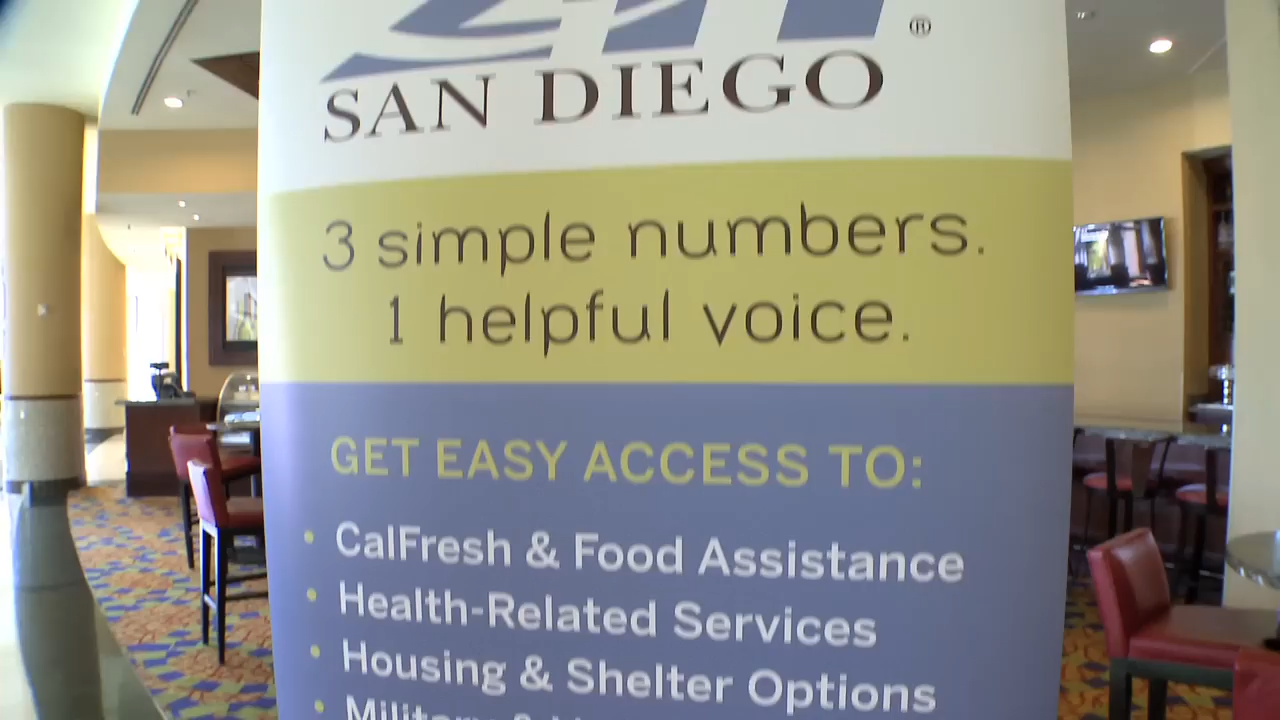 ®
SAN DIEGO
3 simple numbers.
1 helpful voice.
GET EASY ACCESS TO:
• CalFresh & Food Assistance
• Health-Related Services
• Housing & Shelter Options